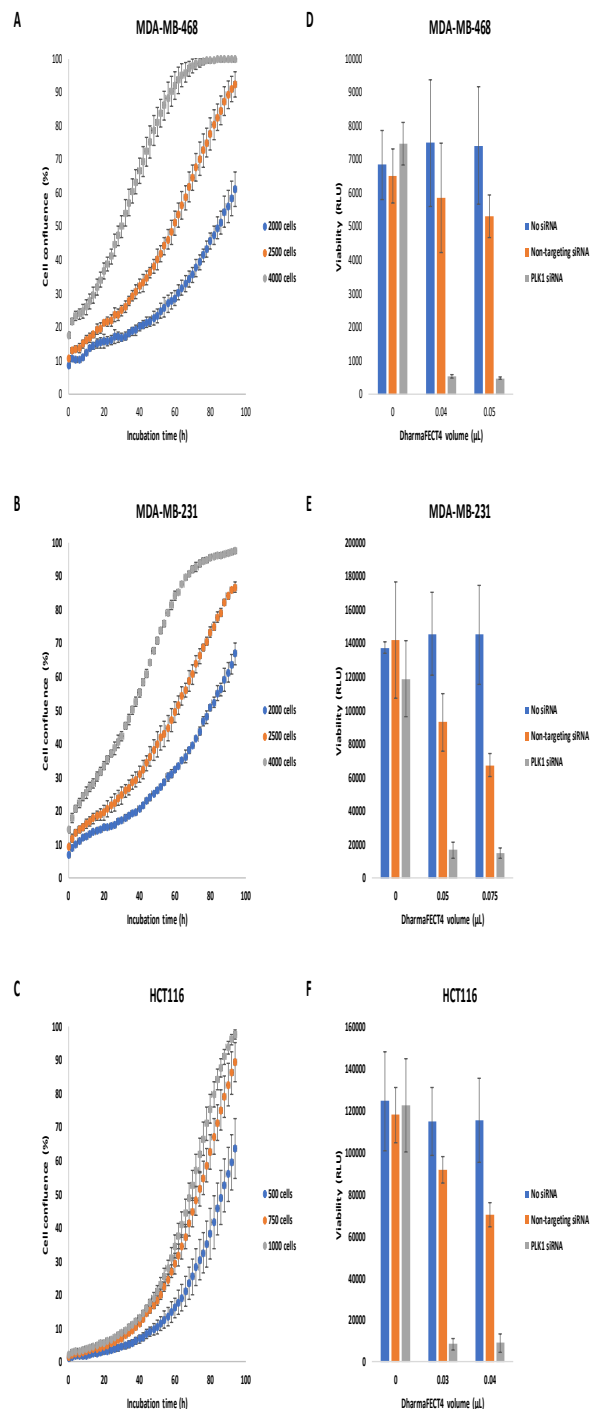 A
MDA-MB-468
Cell confluence (%)
100
90
80
70
60
50
40
30
20
10
0
0 20 40 60 80 100
Incubation time (h)
2000 cells
2500 cells
4000 cells
D
MDA-MB-468
Viability (RLU)
10000
9000
8000
7000
6000
5000
4000
3000
2000
1000
0
0 0.04 0.05
DharmaFECT4 volume (µL)
No siRNA
Non-targeting siRNA
PLK1 siRNA
B
MDA-MB-231
Cell confluence (%)
100
90
80
70
60
50
40
30
20
10
0
0 20 40 60 80 100
Incubation time (h)
2000 cells
2500 cells
4000 cells
E
MDA-MB-231
Viability (RLU)
200000
180000
160000
140000
120000
100000
80000
60000
40000
20000
0
0 0.05 0.075
DharmaFECT4 volume (µL)
No siRNA
Non-targeting siRNA
PLK1 siRNA
C
HCT116
Cell confluence (%)
100
90
80
70
60
50
40
30
20
10
0
0 20 40 60 80 100
Incubation time (h)
500 cells
750 cells
1000 cells
F
HCT116
Viability (RLU)
160000
140000
120000
100000
80000
60000
40000
20000
0
0 0.03 0.04
DharmaFECT4 volume (µL)
No siRNA
Non-targeting siRNA
PLK1 siRNA